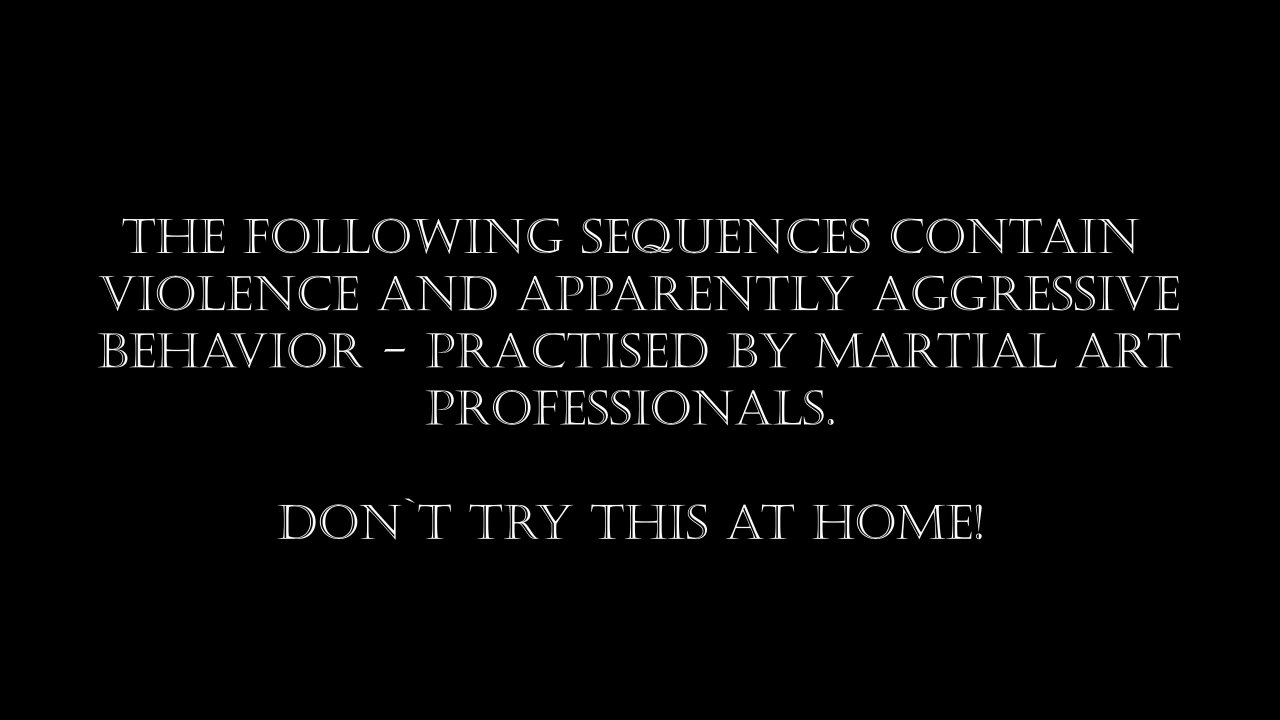 THE FOLLOWING SEQUENCES CONTAIN
VIOLENCE AND APPARENTLY AGGRESSIVE
BEHAVIOR - PRACTISED BY MARTIAL ART
PROFESSIONALS.
DON`T TRY THIS AT HOME!